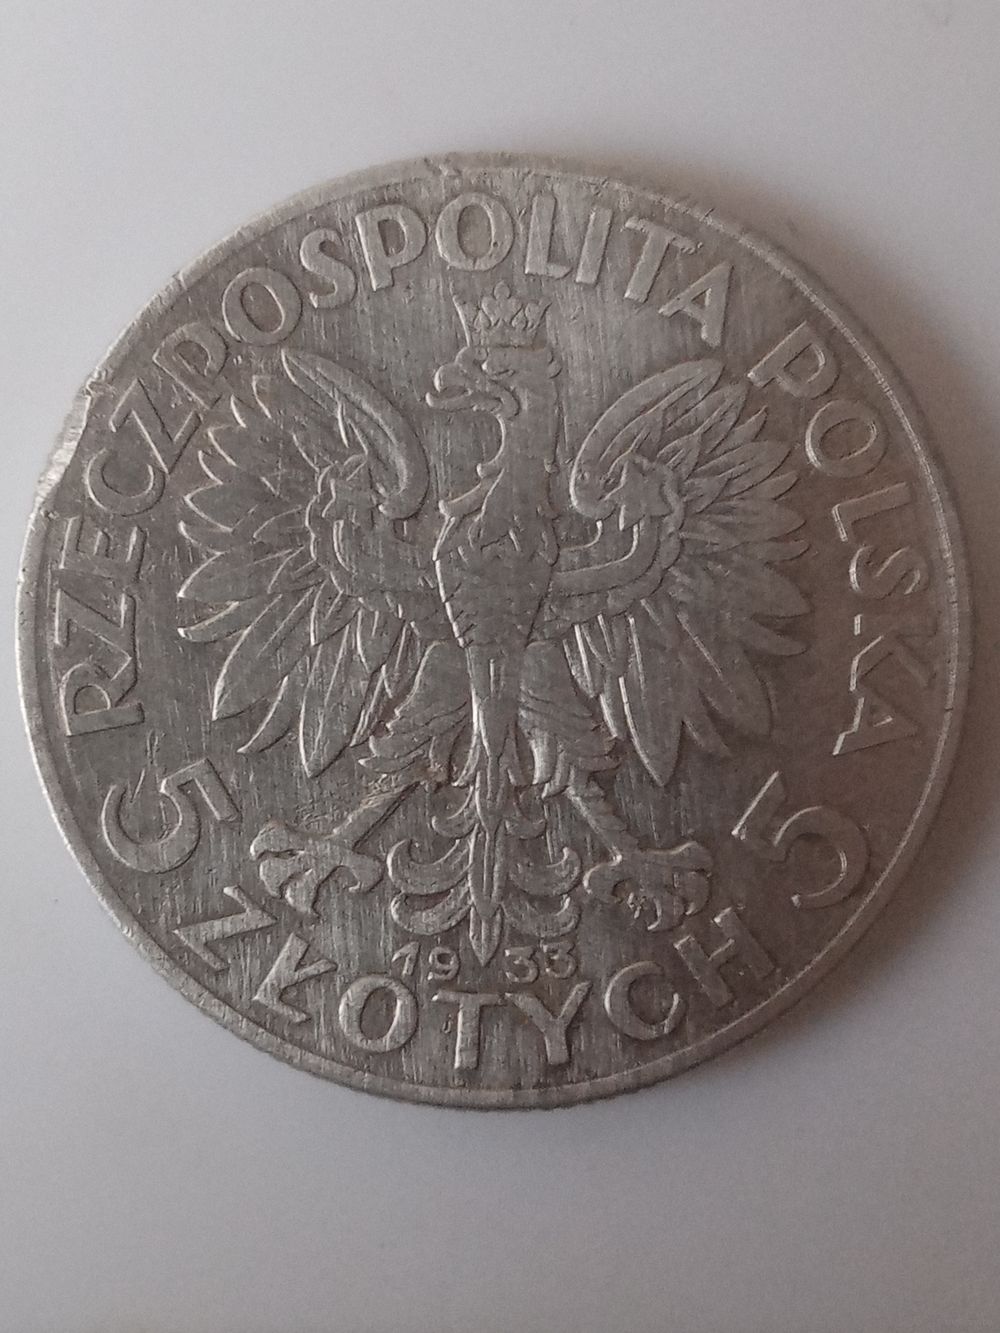 RZECZPOSPOLITA POLSKA
1933
5 ZŁOTYCH 5